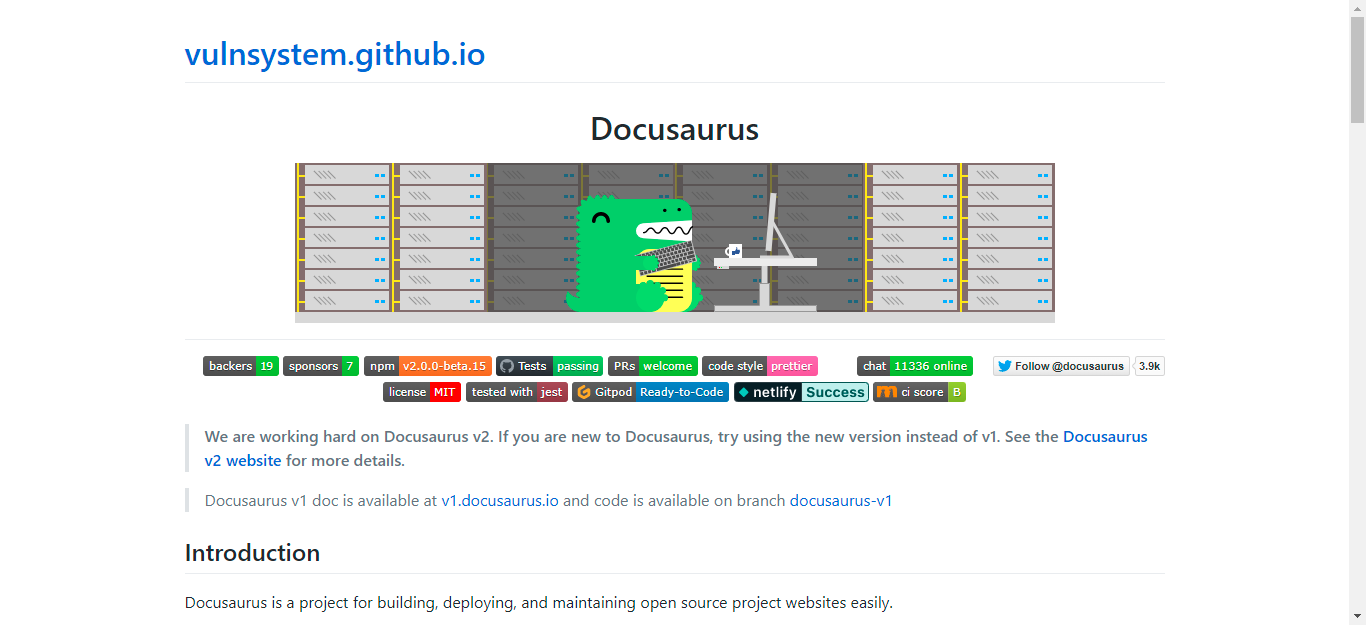 vulnsystem.github.io
Docusaurus
backers 19 sponsors 7 npm v2.0.0-beta.15 Tests passing PRs welcome code style prettier chat 11336 online Follow @docusaurus 3.9k
license MIT tested with jest Gitpod Ready-to-Code netlify Success ci score B
We are working hard on Docusaurus v2. If you are new to Docusaurus, try using the new version instead of v1. See the Docusaurus
v2 website for more details.
Docusaurus v1 doc is available at v1.docusaurus.io and code is available on branch docusaurus-v1
Introduction
Docusaurus is a project for building, deploying, and maintaining open source project websites easily.